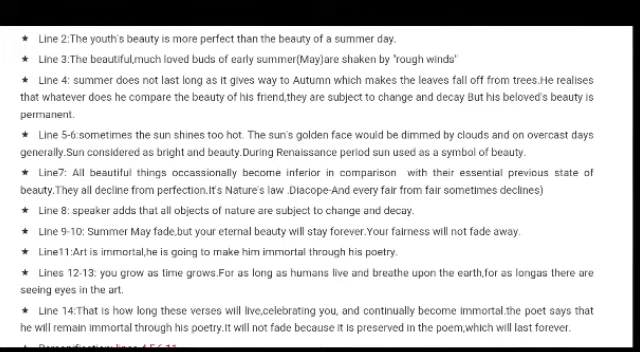 ★ Line 2:The youth's beauty is more perfect than the beauty of a summer day.
★ Line 3:The beautiful,much loved buds of early summer(May)are shaken by "rough winds"
★ Line 4: summer does not last long as it gives way to Autumn which makes the leaves fall off from trees.He realises
that whatever does he compare the beauty of his friend,they are subject to change and decay But his beloved's beauty is
permanent.
★ Line 5-6:sometimes the sun shines too hot. The sun's golden face would be dimmed by clouds and on overcast days
generally.Sun considered as bright and beauty.During Renaissance period sun used as a symbol of beauty.
★ Line7: All beautiful things occassionally become inferior in comparison with their essential previous state of
beauty.They all decline from perfection.It's Nature's law .Diacope-And every fair from fair sometimes declines)
★ Line 8: speaker adds that all objects of nature are subject to change and decay.
★ Line 9-10: Summer May fade,but your eternal beauty will stay forever.Your fairness will not fade away.
★ Line11:Art is immortal,he is going to make him immortal through his poetry.
★ Lines 12-13: you grow as time grows.For as long as humans live and breathe upon the earth,for as longas there are
seeing eyes in the art.
★ Line 14:That is how long these verses will live,celebrating you, and continually become immortal.the poet says that
he will remain immortal through his poetry.It will not fade because it is preserved in the poem,which will last forever.